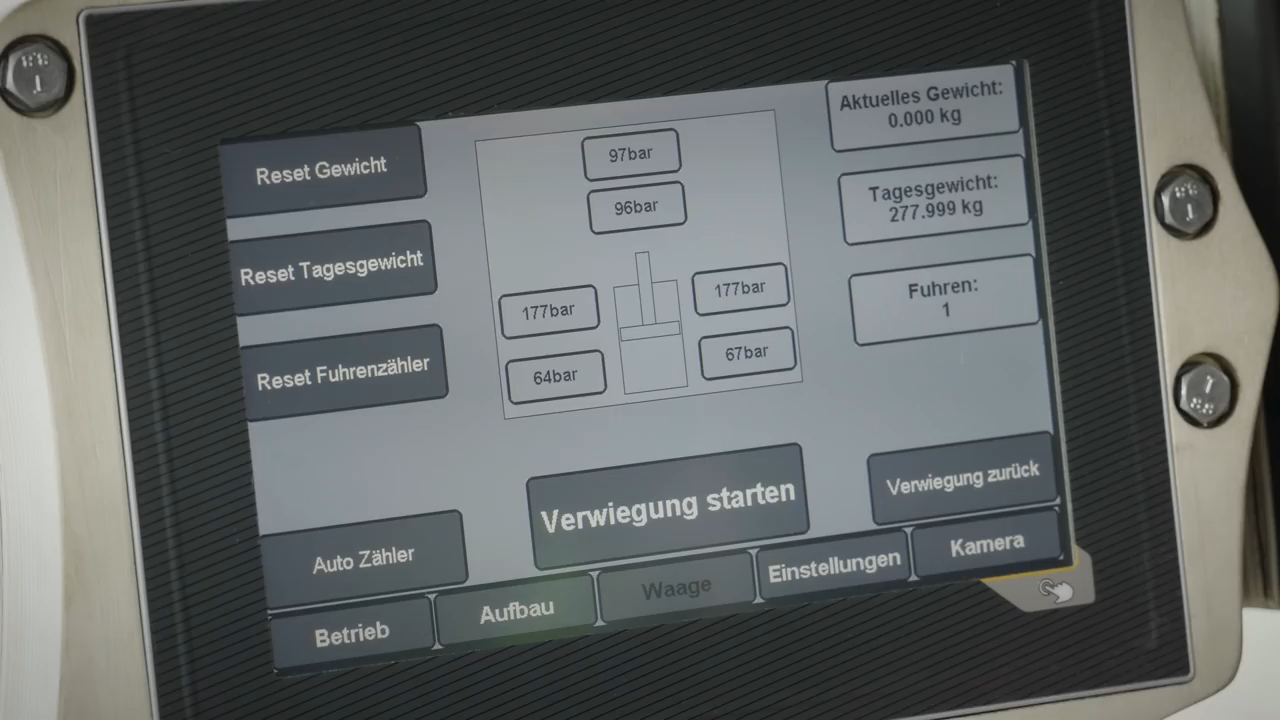 Reset Gewicht
Reset Tagesgewicht
Reset Fuhrenzähler
Auto Zähler
97bar
96bar
177bar
177bar
64bar
67bar
Aktuelles Gewicht:
0.000 kg
Tagesgewicht:
277.999 kg
Fuhren:
1
Verwiegung starten
Verwiegung zurück
Betrieb
Aufbau
Waage
Einstellungen
Kamera